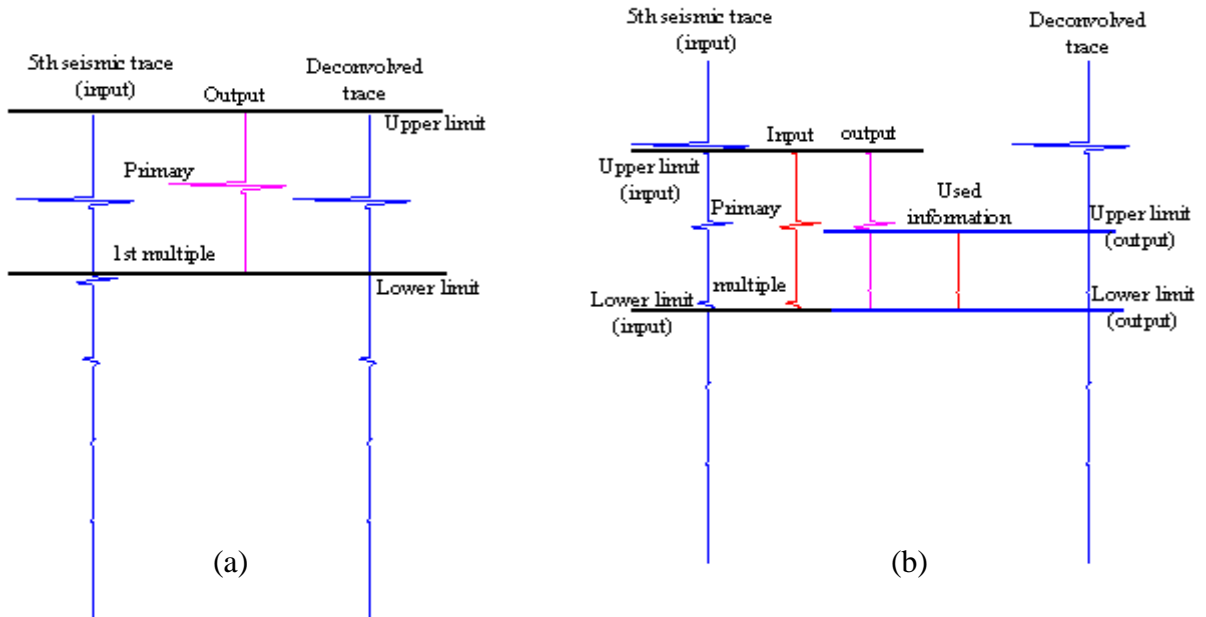 5th seismic trace
(input)
Output
Deconvolved
trace
Upper limit
Primary
1st multiple
Lower limit
(a)
5th seismic trace
(input)
Deconvolved
trace
Input
output
Upper limit
(input)
Primary
Used
information
Upper limit
(output)
multiple
Lower limit
(input)
Lower limit
(output)
(b)